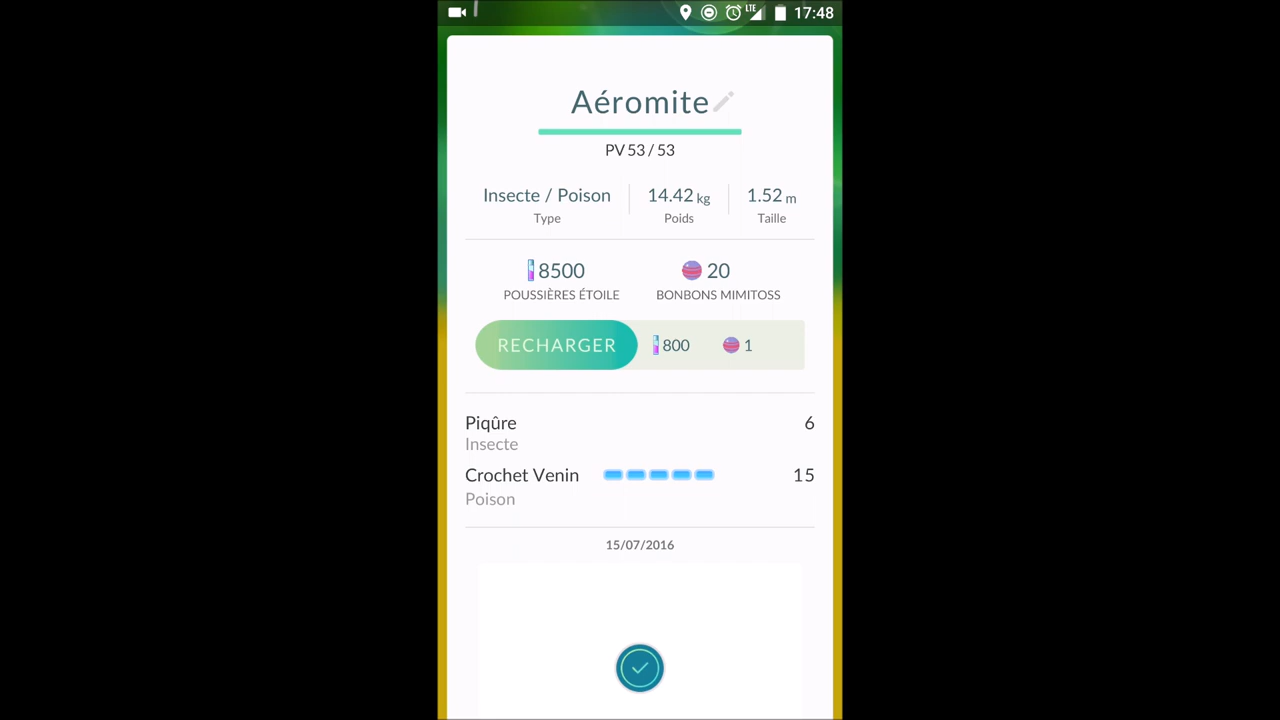 LTE 17:48
Aéromite
PV 53 / 53
Insecte / Poison 14.42 kg 1.52 m
Type Poids Taille
8500 20
POUSSIÈRES ÉTOILE BONBONS MIMITOSS
RECHARGER 800 1
Piqûre 6
Insecte
Crochet Venin 15
Poison
15/07/2016